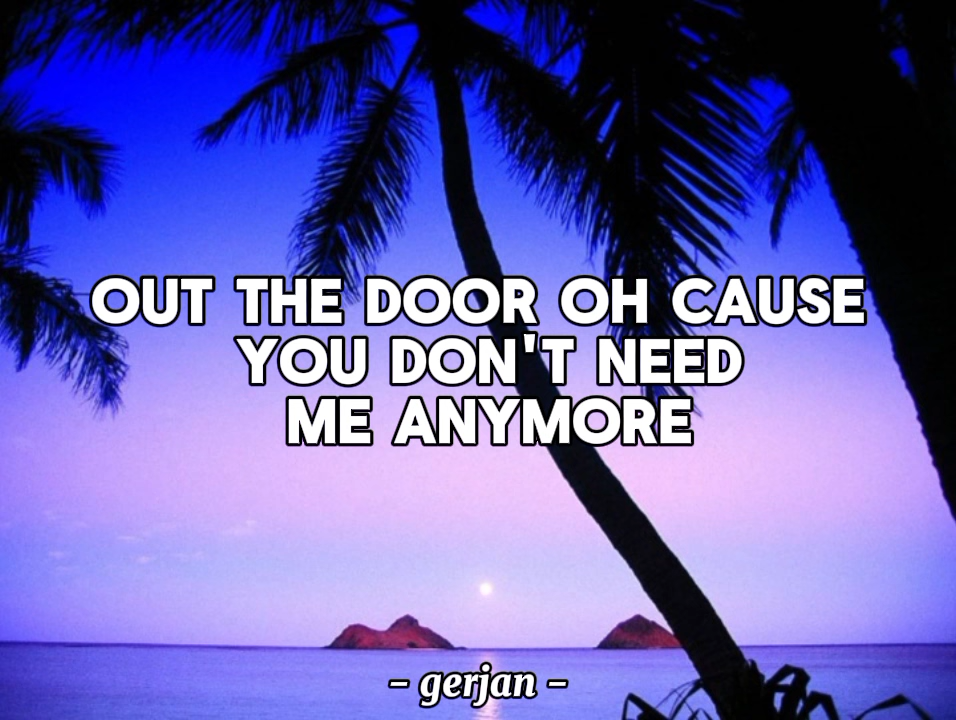 OUT THE DOOR OH CAUSE
YOU DON'T NEED
ME ANYMORE
- gerjan -